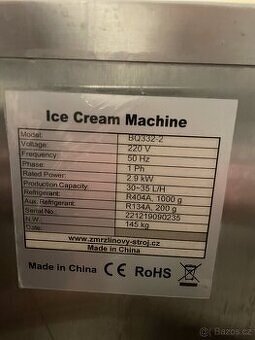 Ice Cream Machine
Model: BQ332-2
Voltage: 220 V
Frequency: 50 Hz
Phase: 1 Ph
Rated Power: 2.9 kW
Production Capacity: 30~35 L/H
Refrigerant: R404A, 1000 g
Aux. Refrigerant: R134A, 200 g
Serial: 221219090235
N.W.: 145 kg
Date:
www.zmrzlinovy-stroj.cz
Made in China
Made in China CE RoHS
bazoš.cz